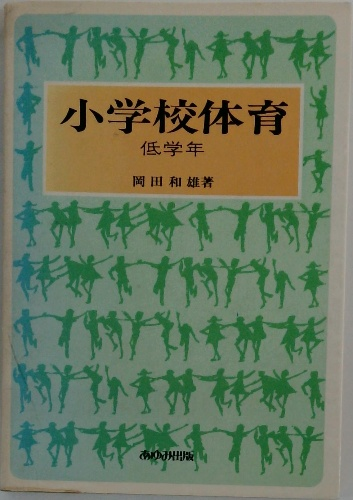 小学校体育
低学年
岡田和雄著
あゆみ出版